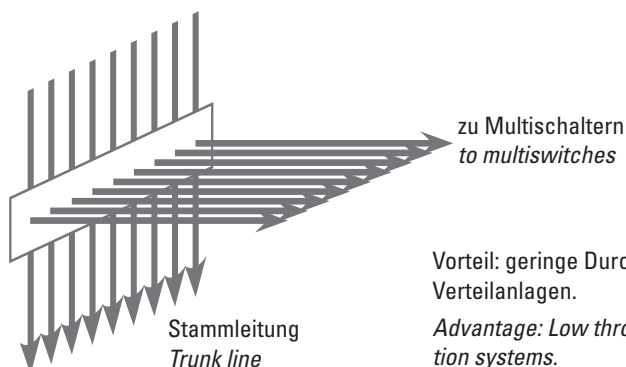 zu Multischaltern
to multiswitches
Vorteil: geringe
Verteilanlagen.
Advantage: Low
tion systems.
Stammleitung
Trunk line